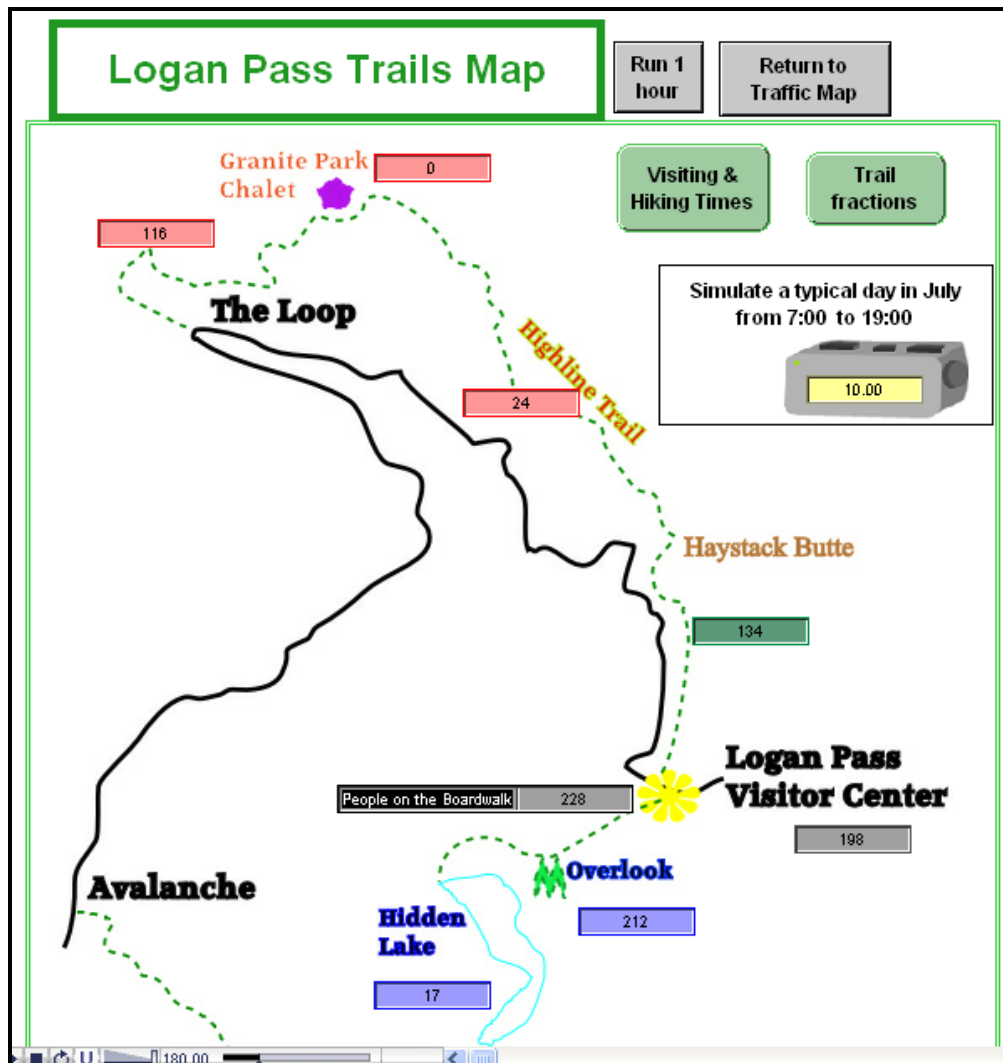 Logan Pass Trails Map
Run 1
hour
Return to
Traffic Map
Granite Park
Chalet
0
Visiting &
Hiking Times
Trail
fractions
116
The Loop
Simulate a typical day in July
from 7:00 to 19:00
10.00
Highline Trail
24
Haystack Butte
134
Logan Pass
Visitor Center
People on the Boardwalk
228
198
Overlook
Avalanche
Hidden
Lake
212
17
U
180.00